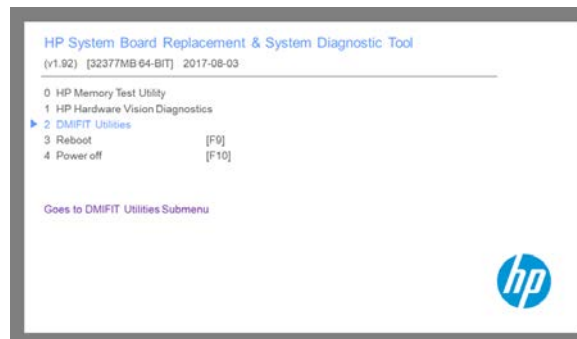 HP System Board Replacement & System Diagnostic Tool
(v1.92) [32377MB 64-BIT] 2017-08-03
0 HP Memory Test Utility
1 HP Hardware Vision Diagnostics
2 DMIFIT Utilities
3 Reboot [F9]
4 Power off [F10]
Goes to DMIFIT Utilities Submenu
hp